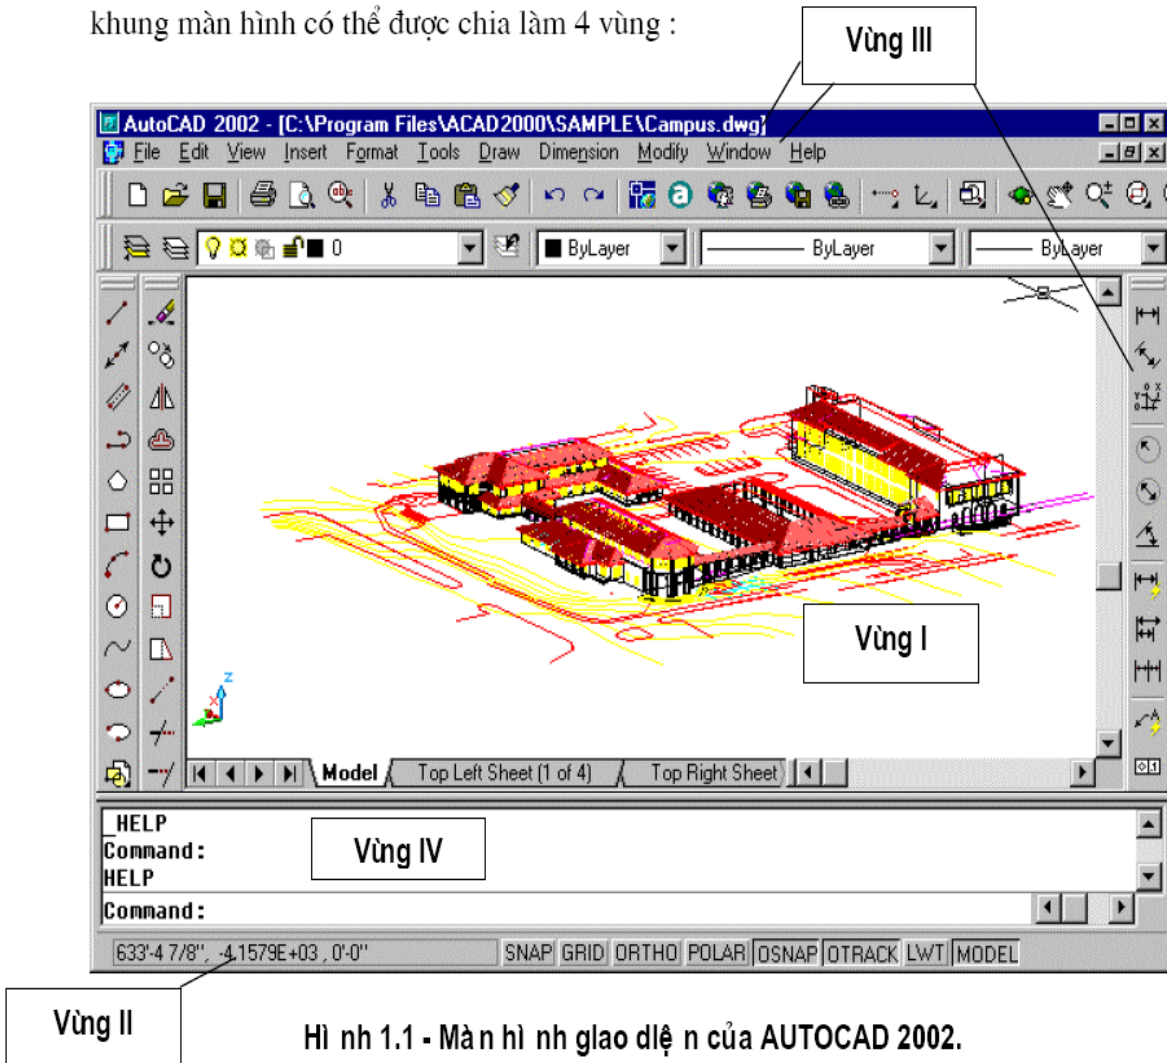 khung màn hình có thể được chia làm 4 vùng :
Vùng III
AutoCAD 2002 - [C:\Program Files\ACAD2000\SAMPLE\Campus.dwg]
File Edit View Insert Format Tools Draw Dimension Modify Window Help
0 ByLayer ByLayer ByLayer
Vùng I
Z
X
Model Top Left Sheet (1 of 4) Top Right Sheet
_HELP
Command:
HELP
Command:
Vùng IV
633'-4 7/8", -4.1579E+03 , 0'-0" SNAP GRID ORTHO POLAR OSNAP OTRACK LWT MODEL
Vùng II
Hì nh 1.1 - Mà n hì nh giao diệ n của AUTOCAD 2002.